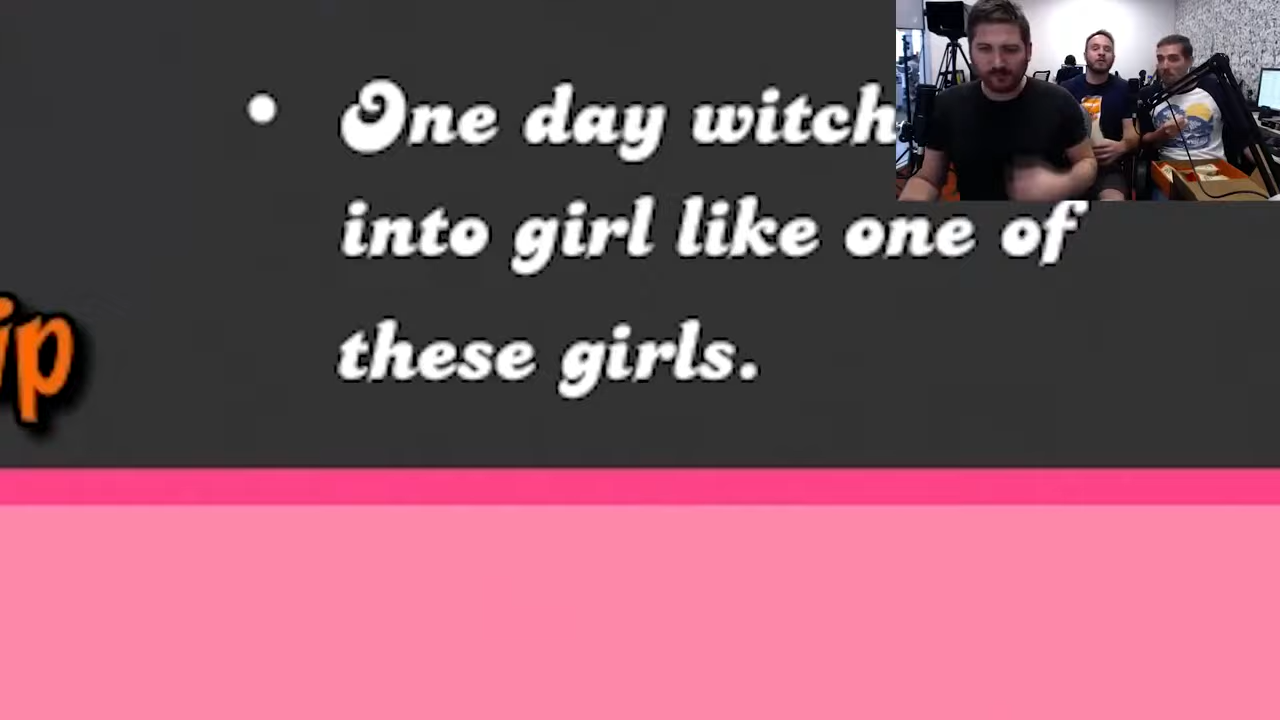 One day witch
into girl like one of
ip
these girls.